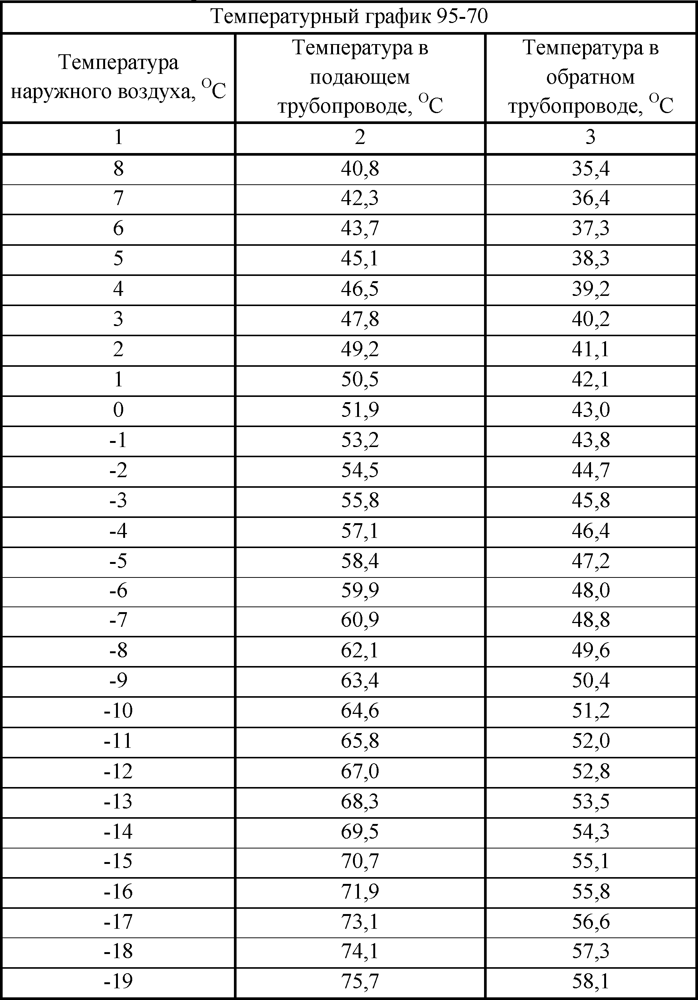 Температурный график 95-70
Температура
наружного воздуха, ºС
Температура в
подающем
трубопроводе, ºС
Температура в
обратном
трубопроводе, ºС
1 2 3
8 40,8 35,4
7 42,3 36,4
6 43,7 37,3
5 45,1 38,3
4 46,5 39,2
3 47,8 40,2
2 49,2 41,1
1 50,5 42,1
0 51,9 43,0
-1 53,2 43,8
-2 54,5 44,7
-3 55,8 45,8
-4 57,1 46,4
-5 58,4 47,2
-6 59,9 48,0
-7 60,9 48,8
-8 62,1 49,6
-9 63,4 50,4
-10 64,6 51,2
-11 65,8 52,0
-12 67,0 52,8
-13 68,3 53,5
-14 69,5 54,3
-15 70,7 55,1
-16 71,9 55,8
-17 73,1 56,6
-18 74,1 57,3
-19 75,7 58,1